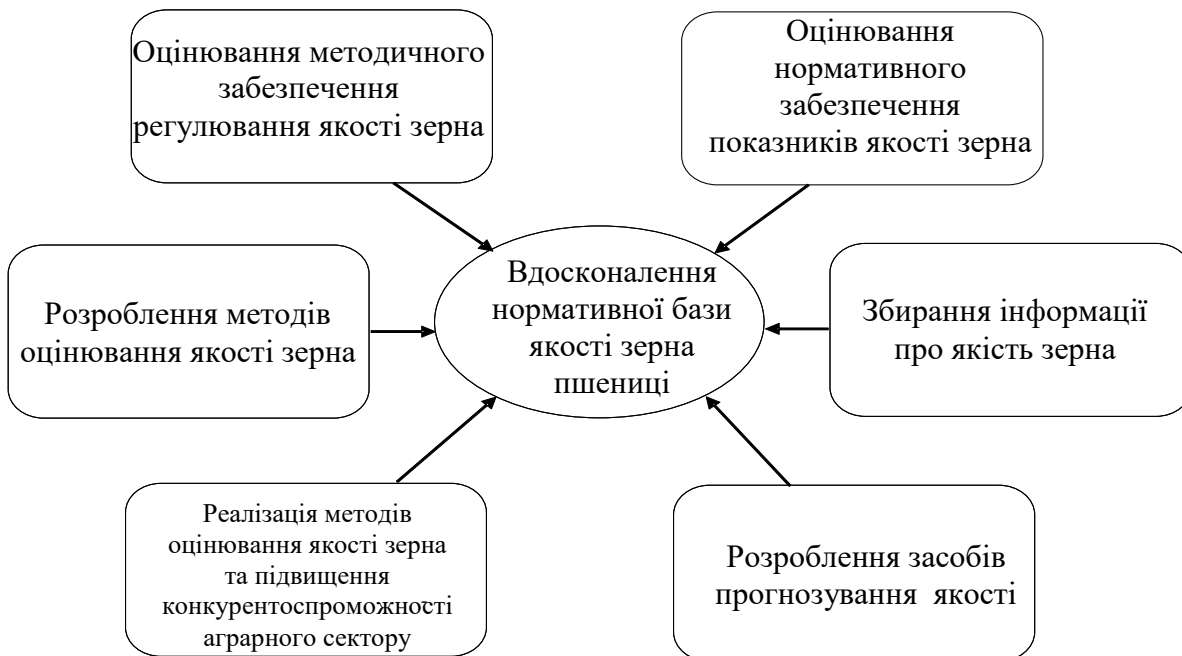 Оцінювання методичного
забезпечення
регулювання якості зерна
Оцінювання
нормативного
забезпечення
показників якості зерна
Розроблення методів
оцінювання якості зерна
Вдосконалення
нормативної бази
якості зерна
пшениці
Збирання інформації
про якість зерна
Реалізація методів
оцінювання якості зерна
та підвищення
конкурентоспроможності
аграрного сектору
Розроблення засобів
прогнозування якості